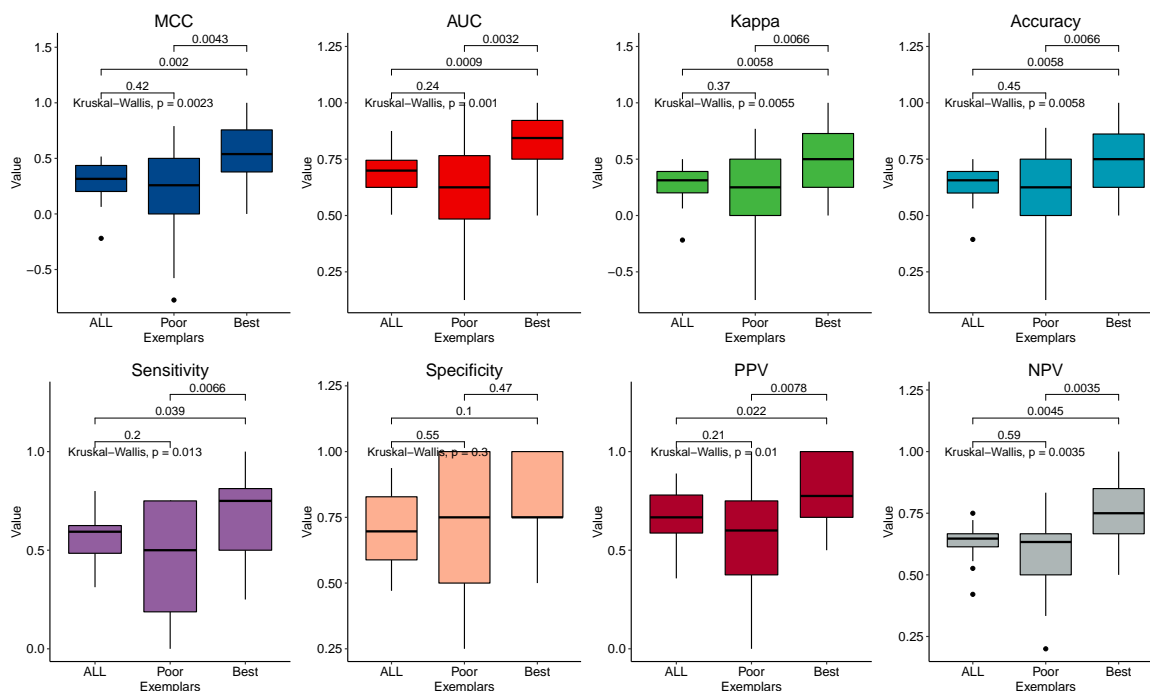 MCC
0.0043
0.002
0.42
Kruskal−Wallis, p = 0.0023
1.5
1.0
0.5
0.0
−0.5
Value
ALL Poor Best
Exemplars
AUC
0.0032
0.0009
0.24
Kruskal−Wallis, p = 0.001
1.25
1.00
0.75
0.50
0.25
Value
ALL Poor Best
Exemplars
Kappa
0.0066
0.0058
0.37
Kruskal−Wallis, p = 0.0055
1.5
1.0
0.5
0.0
−0.5
Value
ALL Poor Best
Exemplars
Accuracy
0.0066
0.0058
0.45
Kruskal−Wallis, p = 0.0058
1.25
1.00
0.75
0.50
0.25
Value
ALL Poor Best
Exemplars
Sensitivity
0.0066
0.039
0.2
Kruskal−Wallis, p = 0.013
1.0
0.5
0.0
Value
ALL Poor Best
Exemplars
Specificity
0.47
0.1
0.55
Kruskal−Wallis, p = 0.3
1.25
1.00
0.75
0.50
0.25
Value
ALL Poor Best
Exemplars
PPV
0.0078
0.022
0.21
Kruskal−Wallis, p = 0.01
1.0
0.5
0.0
Value
ALL Poor Best
Exemplars
NPV
0.0035
0.0045
0.59
Kruskal−Wallis, p = 0.0035
1.25
1.00
0.75
0.50
0.25
Value
ALL Poor Best
Exemplars